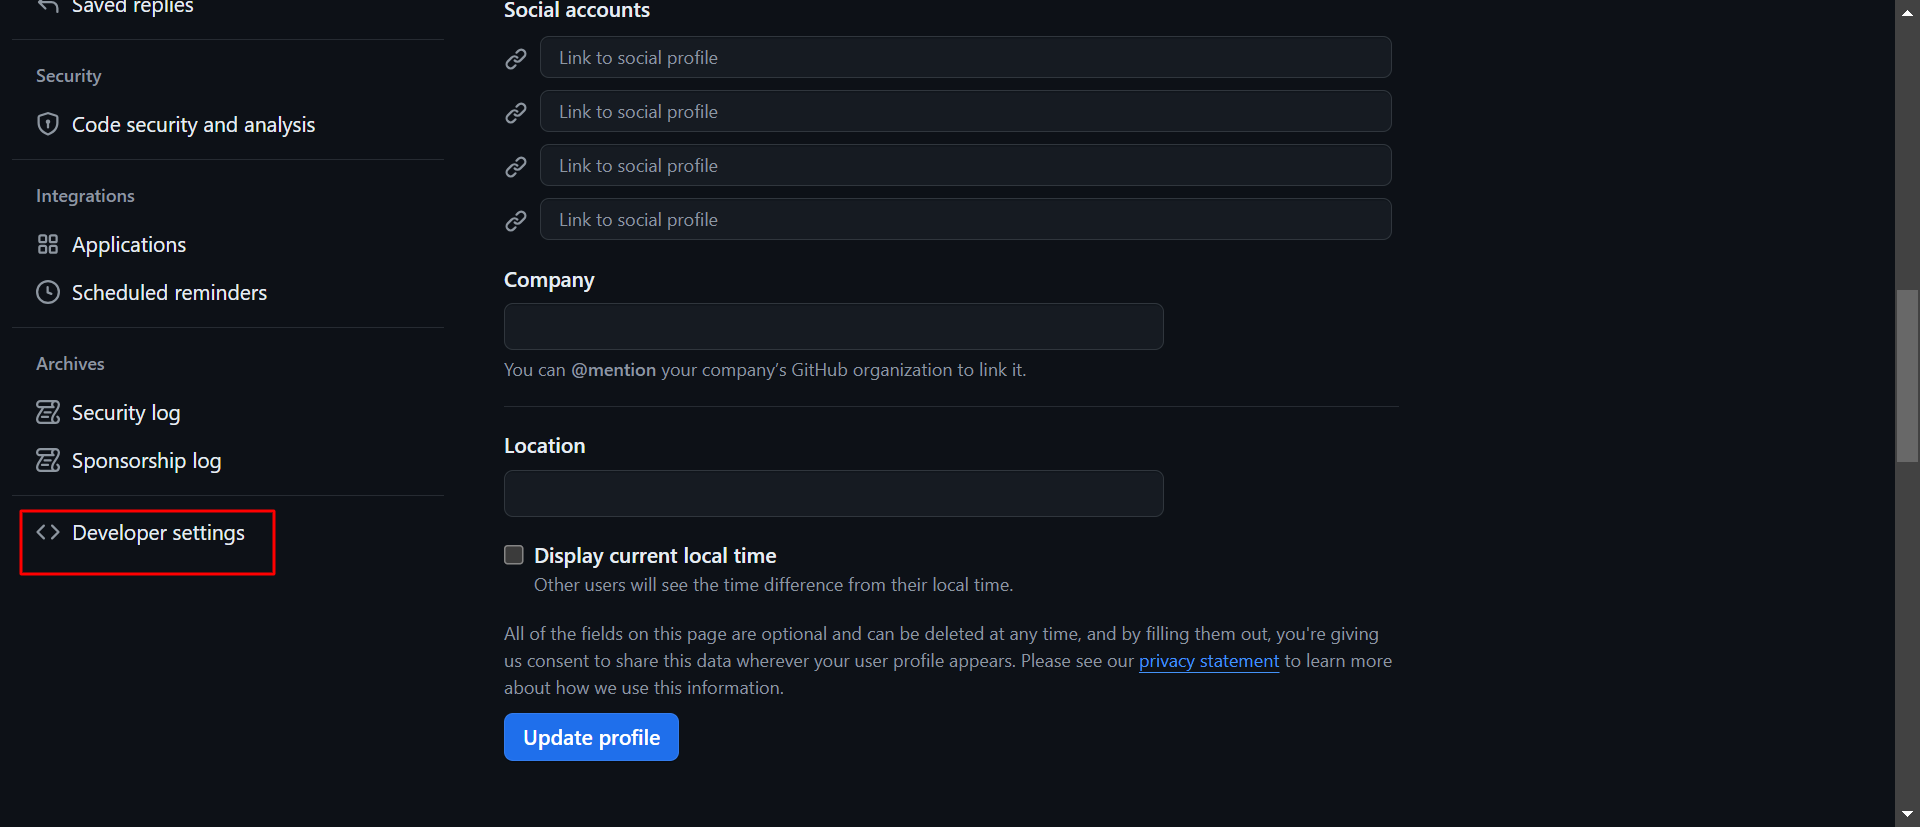 Saved replies
Security
Code security and analysis
Integrations
Applications
Scheduled reminders
Archives
Security log
Sponsorship log
Developer settings
Social accounts
Link to social profile
Link to social profile
Link to social profile
Link to social profile
Company
You can @mention your company’s GitHub organization to link it.
Location
Display current local time
Other users will see the time difference from their local time.
All of the fields on this page are optional and can be deleted at any time, and by filling them out, you're giving
us consent to share this data wherever your user profile appears. Please see our privacy statement to learn more
about how we use this information.
Update profile